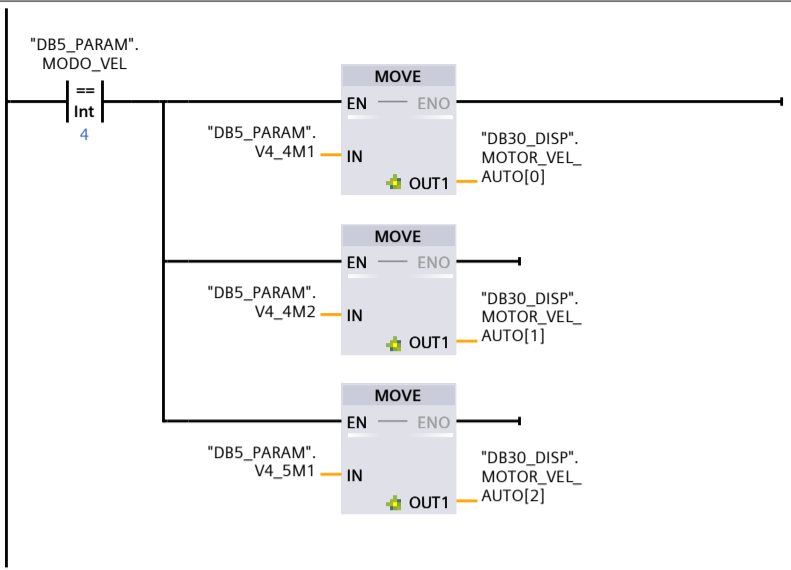 "DB5_PARAM".
MODO_VEL
==
Int
4
MOVE
EN
ENO
"DB5_PARAM".
V4_4M1
IN
OUT1
"DB30_DISP".
MOTOR_VEL_
AUTO[0]
MOVE
EN
ENO
"DB5_PARAM".
V4_4M2
IN
OUT1
"DB30_DISP".
MOTOR_VEL_
AUTO[1]
MOVE
EN
ENO
"DB5_PARAM".
V4_5M1
IN
OUT1
"DB30_DISP".
MOTOR_VEL_
AUTO[2]